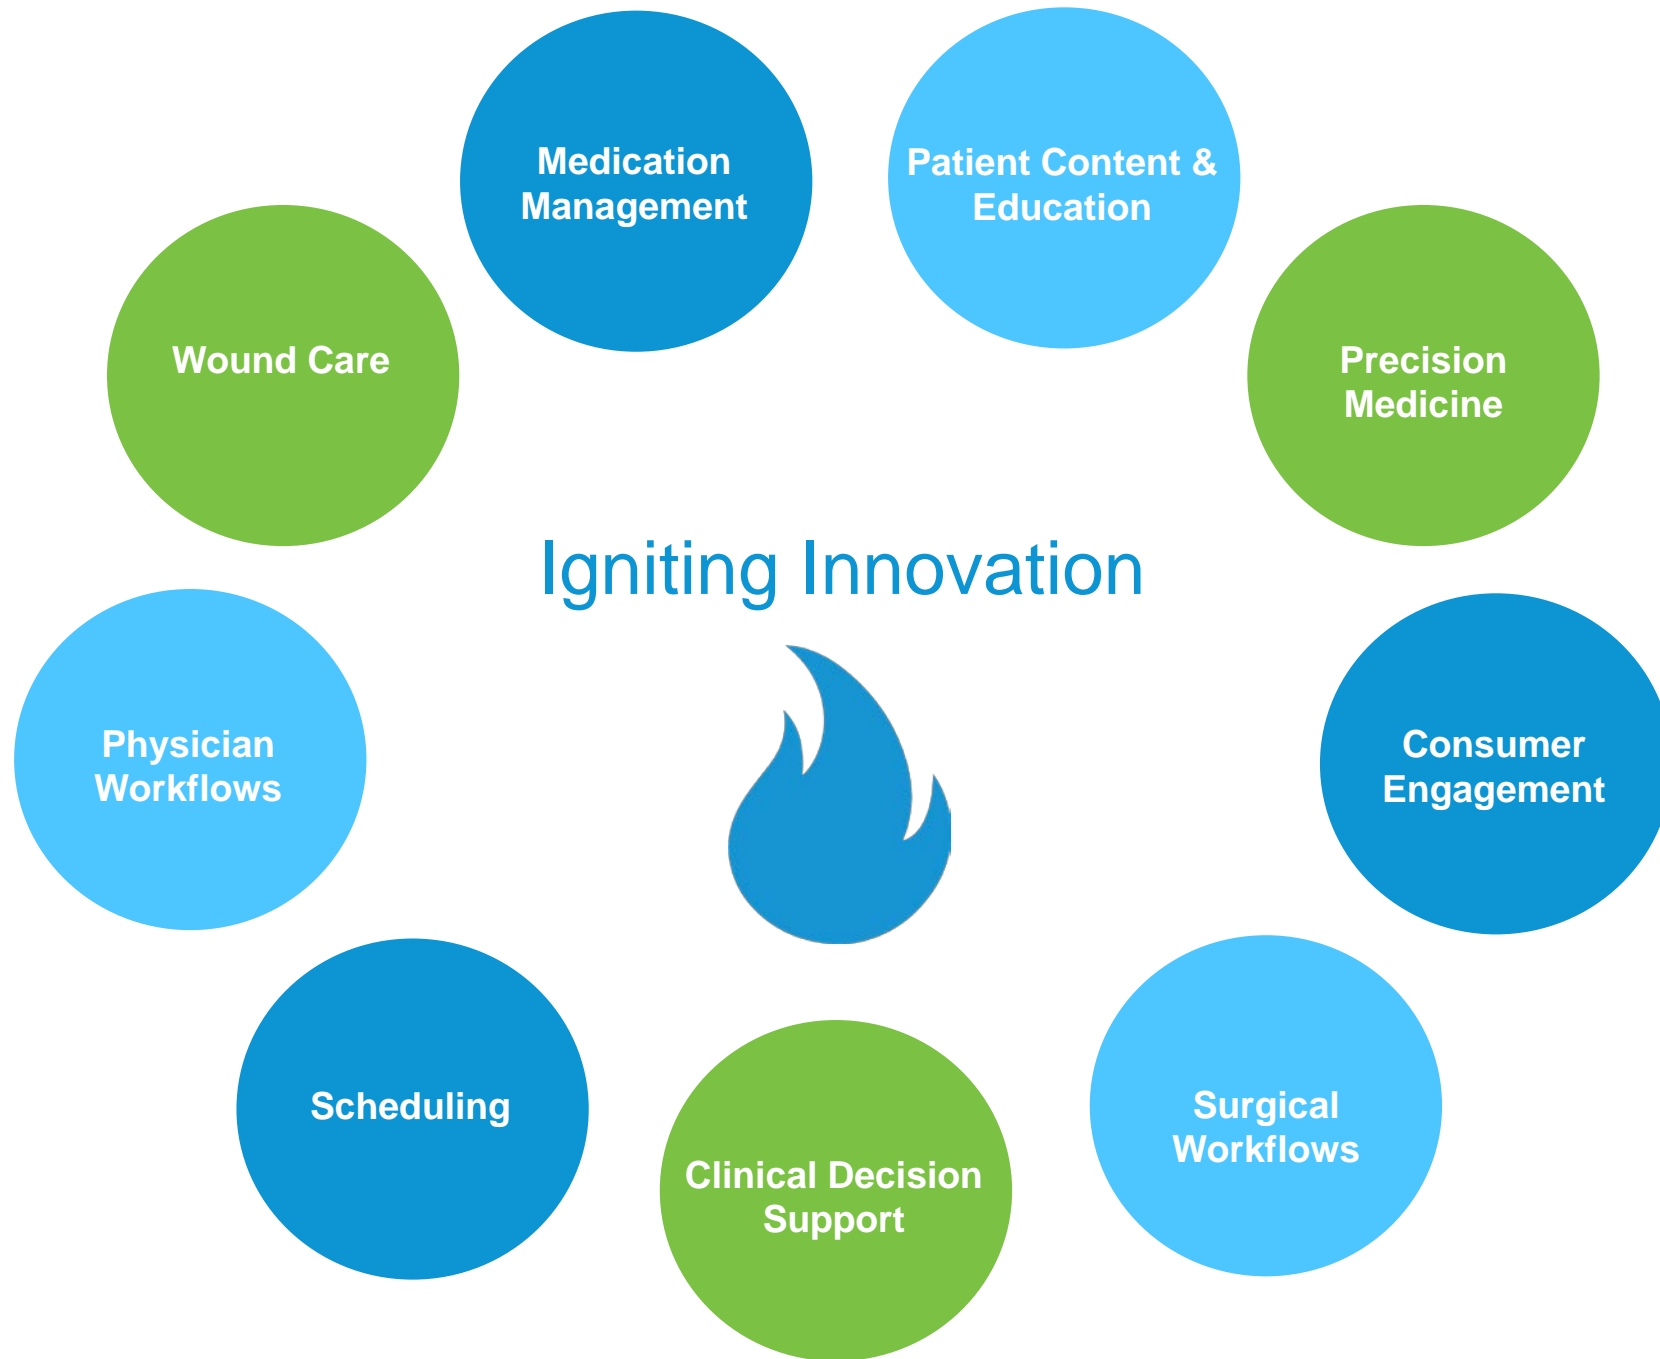 Medication
Management
Patient Content &
Education
Wound Care
Precision
Medicine
Igniting Innovation
Physician
Workflows
Consumer
Engagement
Scheduling
Surgical
Workflows
Clinical Decision
Support